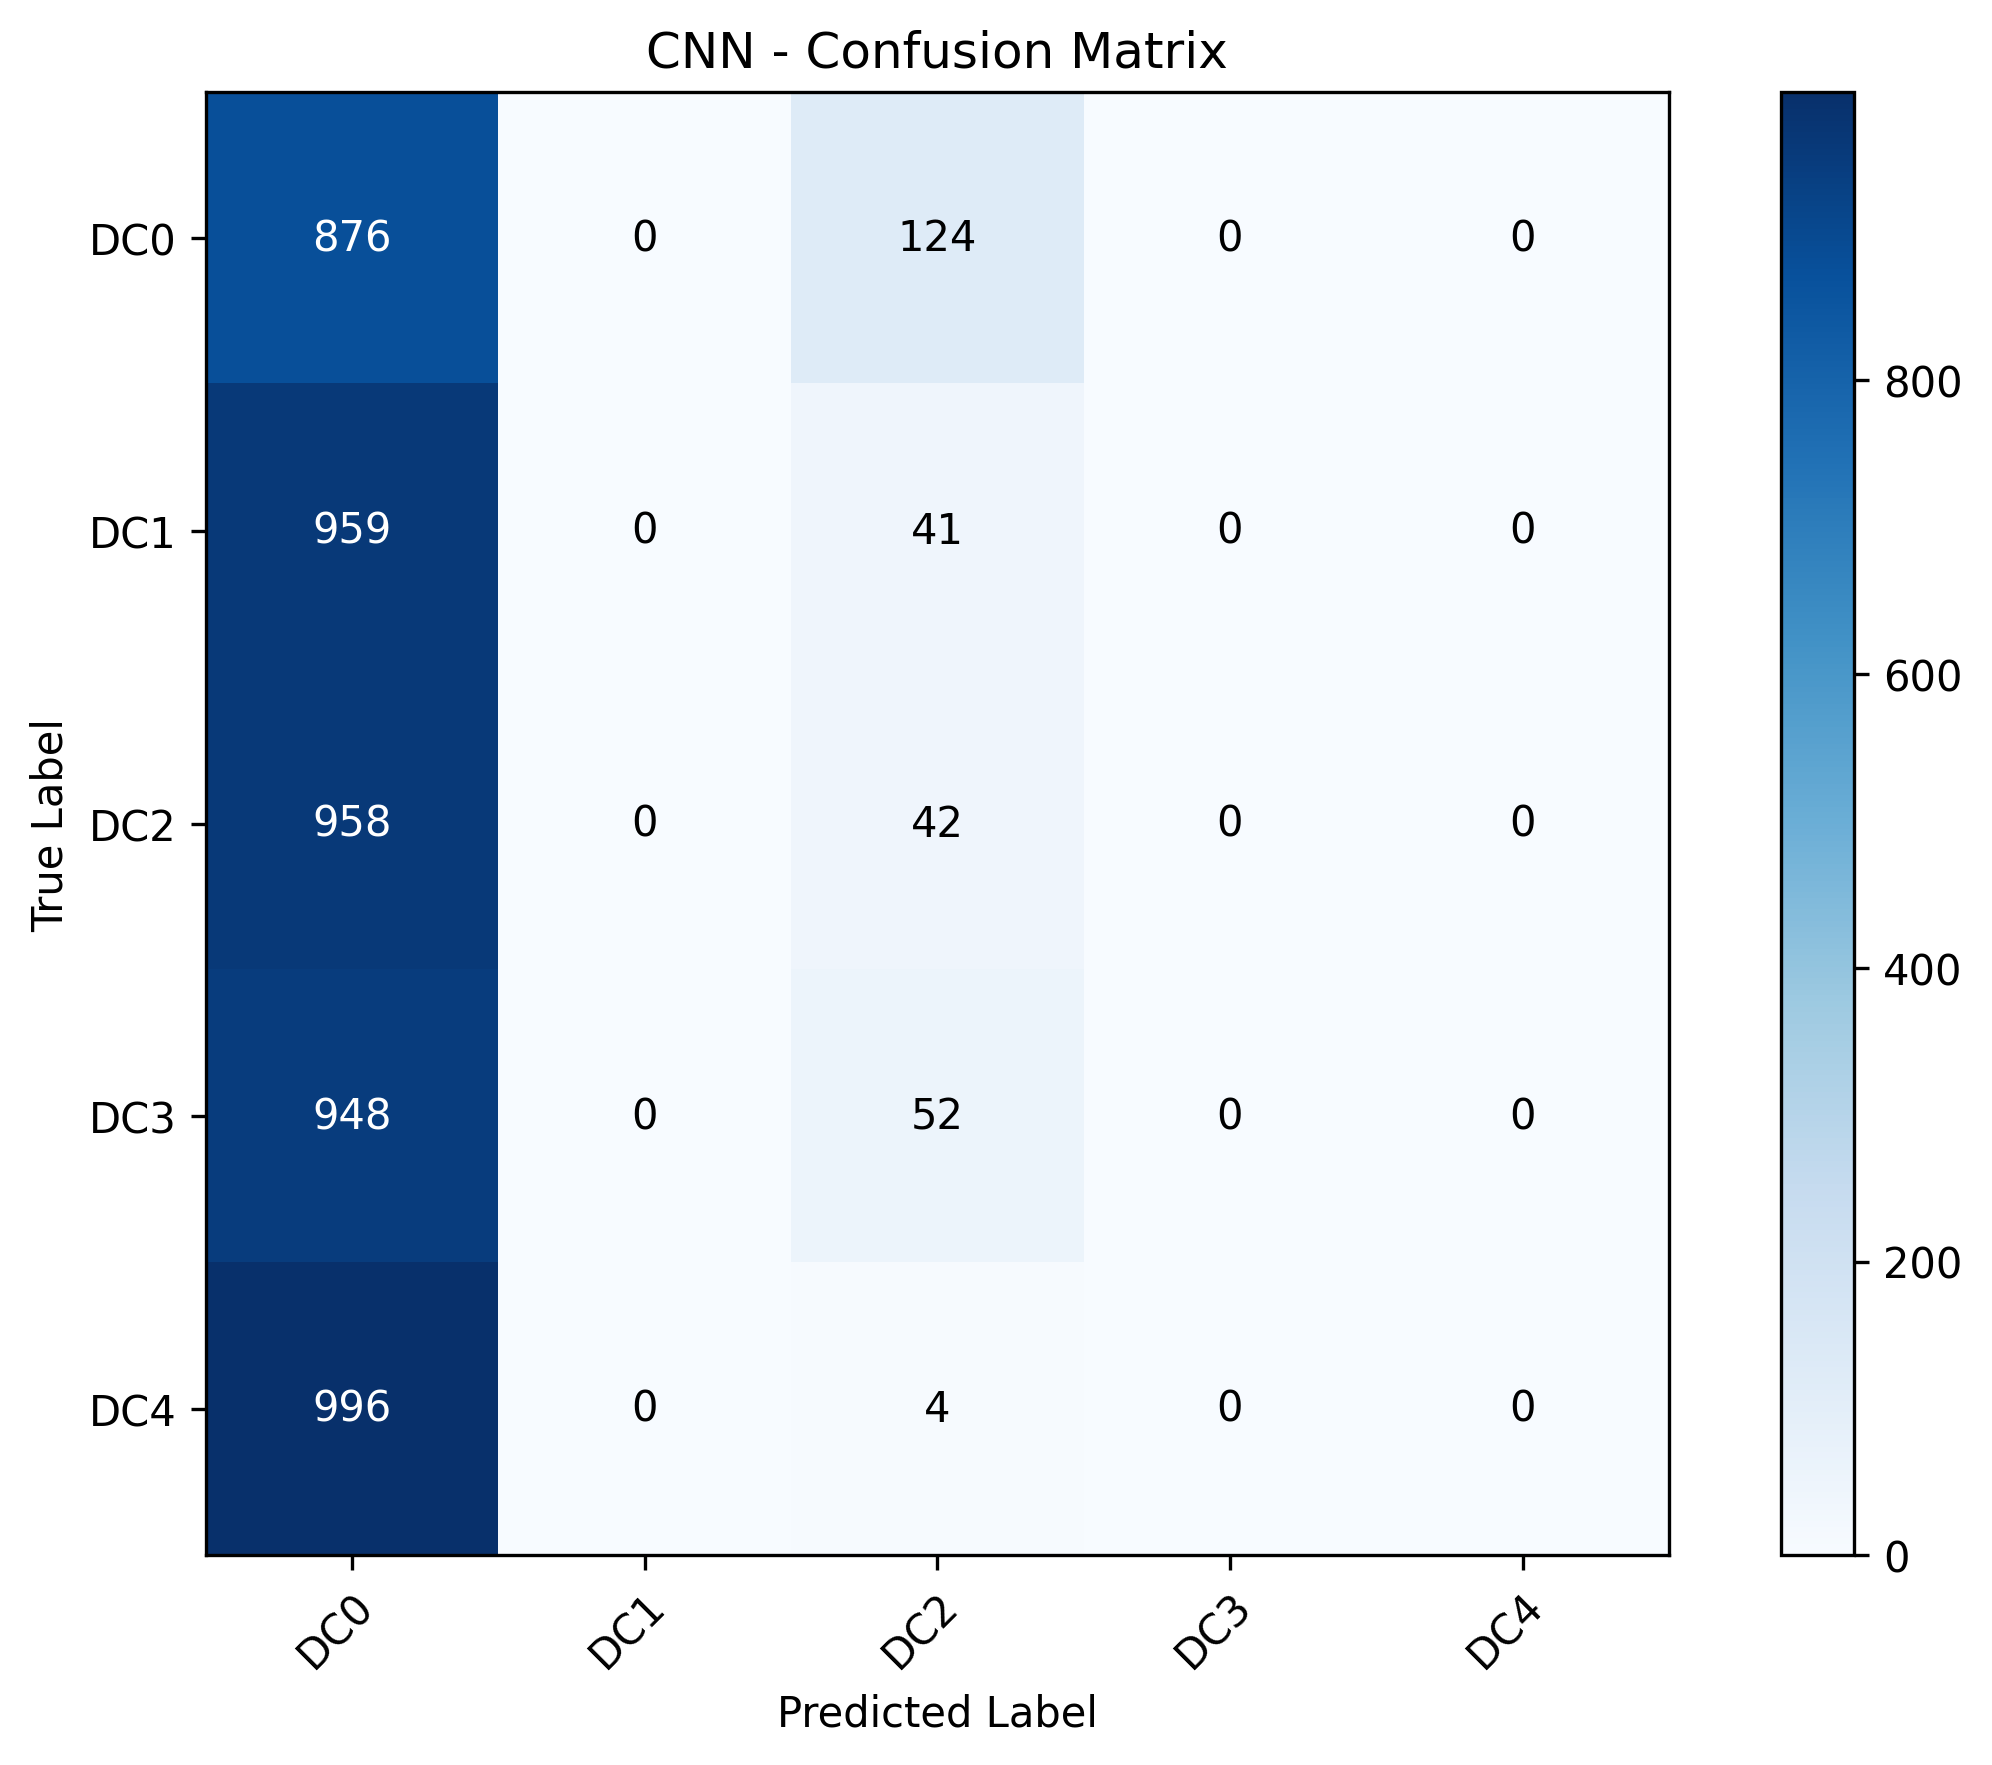 CNN - Confusion Matrix
DC0 876 0 124 0 0
DC1 959 0 41 0 0
DC2 958 0 42 0 0
DC3 948 0 52 0 0
DC4 996 0 4 0 0
True Label
DC0 DC1 DC2 DC3 DC4
Predicted Label
800
600
400
200
0